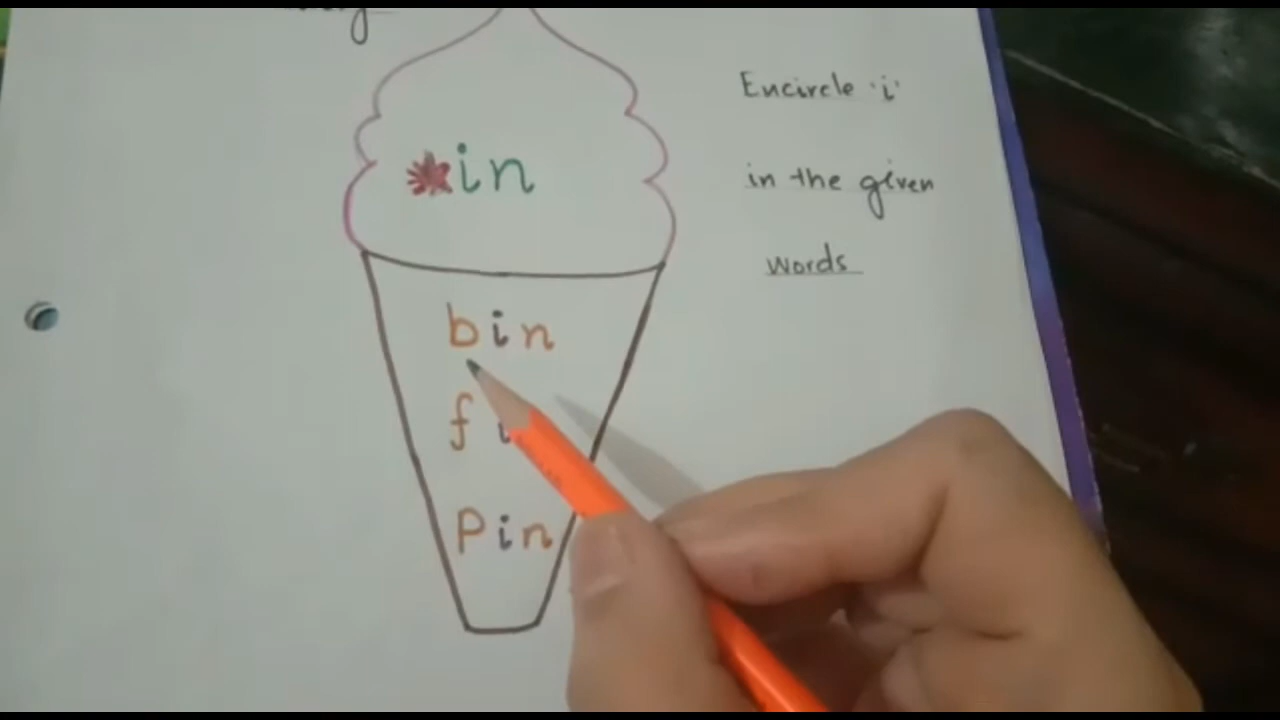 in
bin
f i
Pin
Encircle 'i'
in the given
words